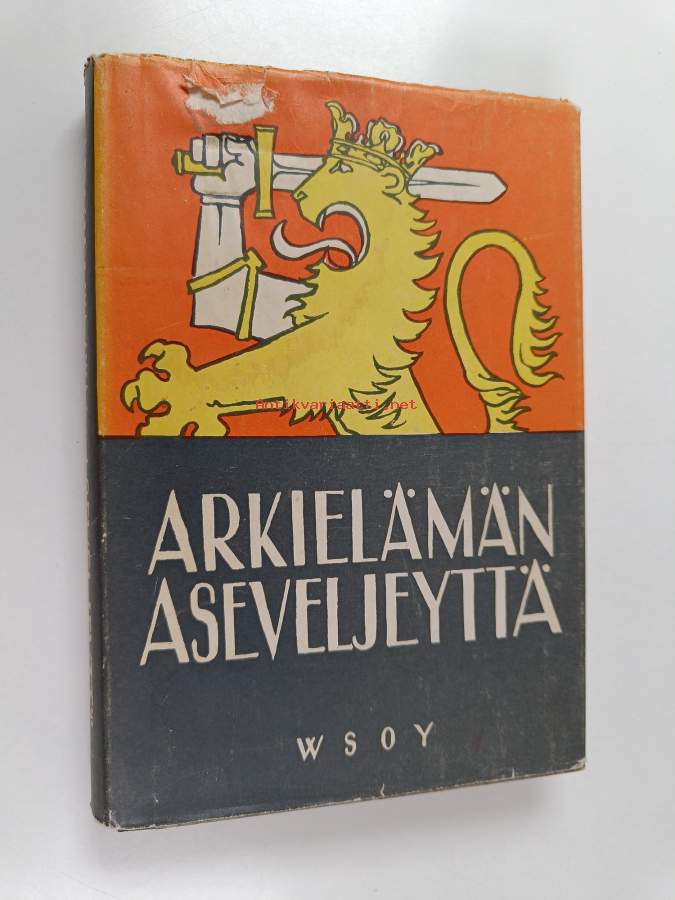 Antikvariaatti.net
ARKIELÄMÄN
ASEVELJEYTTÄ
WSOY